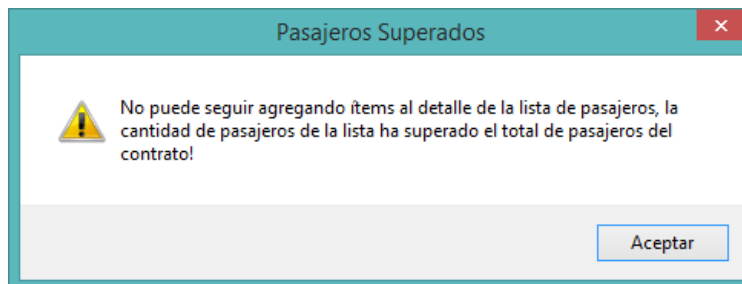 Pasajeros Superados
No puede seguir agregando ítems al detalle de la lista de pasajeros, la
cantidad de pasajeros de la lista ha superado el total de pasajeros del
contrato!
Aceptar